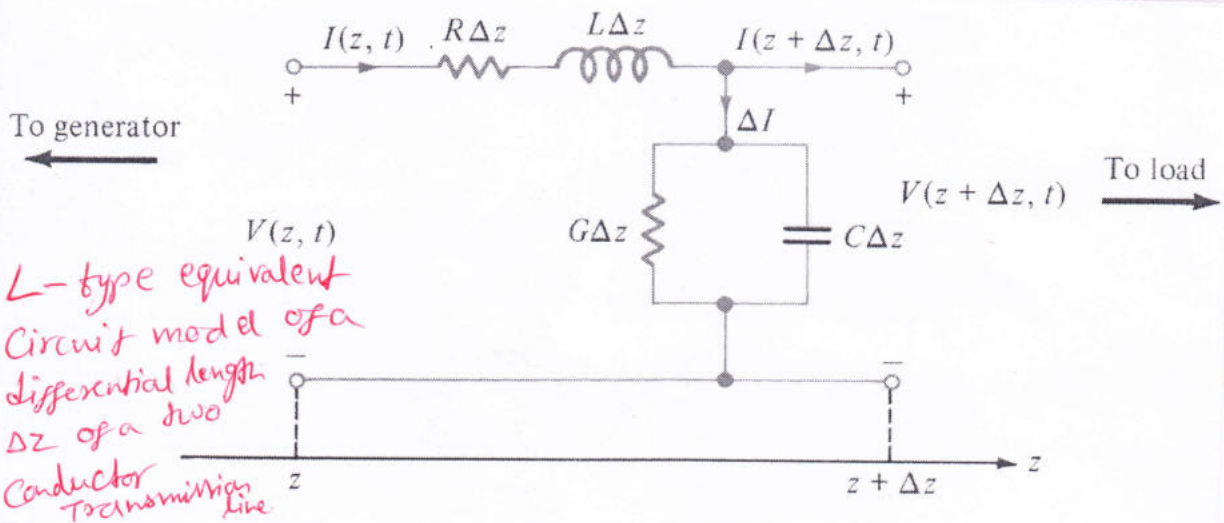 I(z, t) . RΔz LΔz I(z + Δz, t)
+ +
To generator
ΔI
To load
V(z + Δz, t)
V(z, t)
GΔz CΔz
L-type equivalent
Circuit model of a
differential length
Δz of a two
Conductor
Transmission
line
− −
z z + Δz z